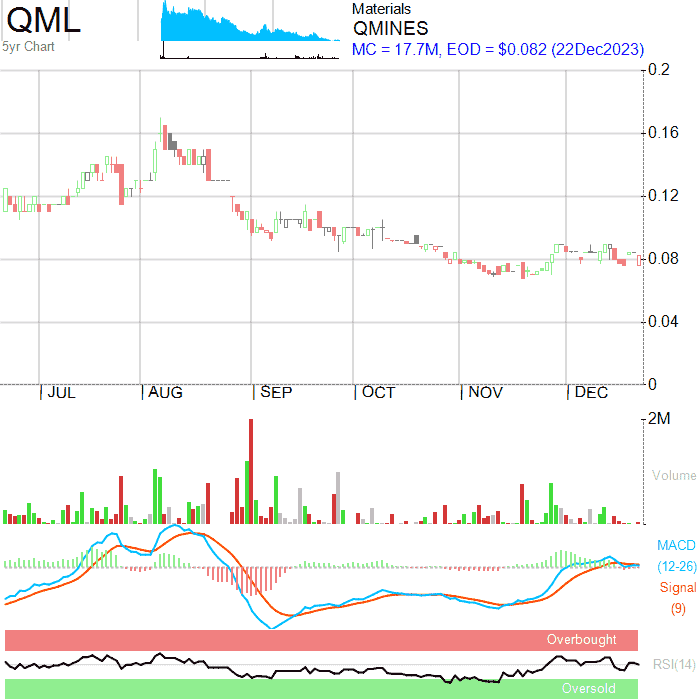 QML
5yr Chart
Materials
QMINES
MC = 17.7M, EOD = $0.082 (22Dec2023)
0.2
0.16
0.12
0.08
0.04
0
JUL AUG SEP OCT NOV DEC
2M
Volume
MACD
(12-26)
Signal
(9)
Overbought
RSI(14)
Oversold